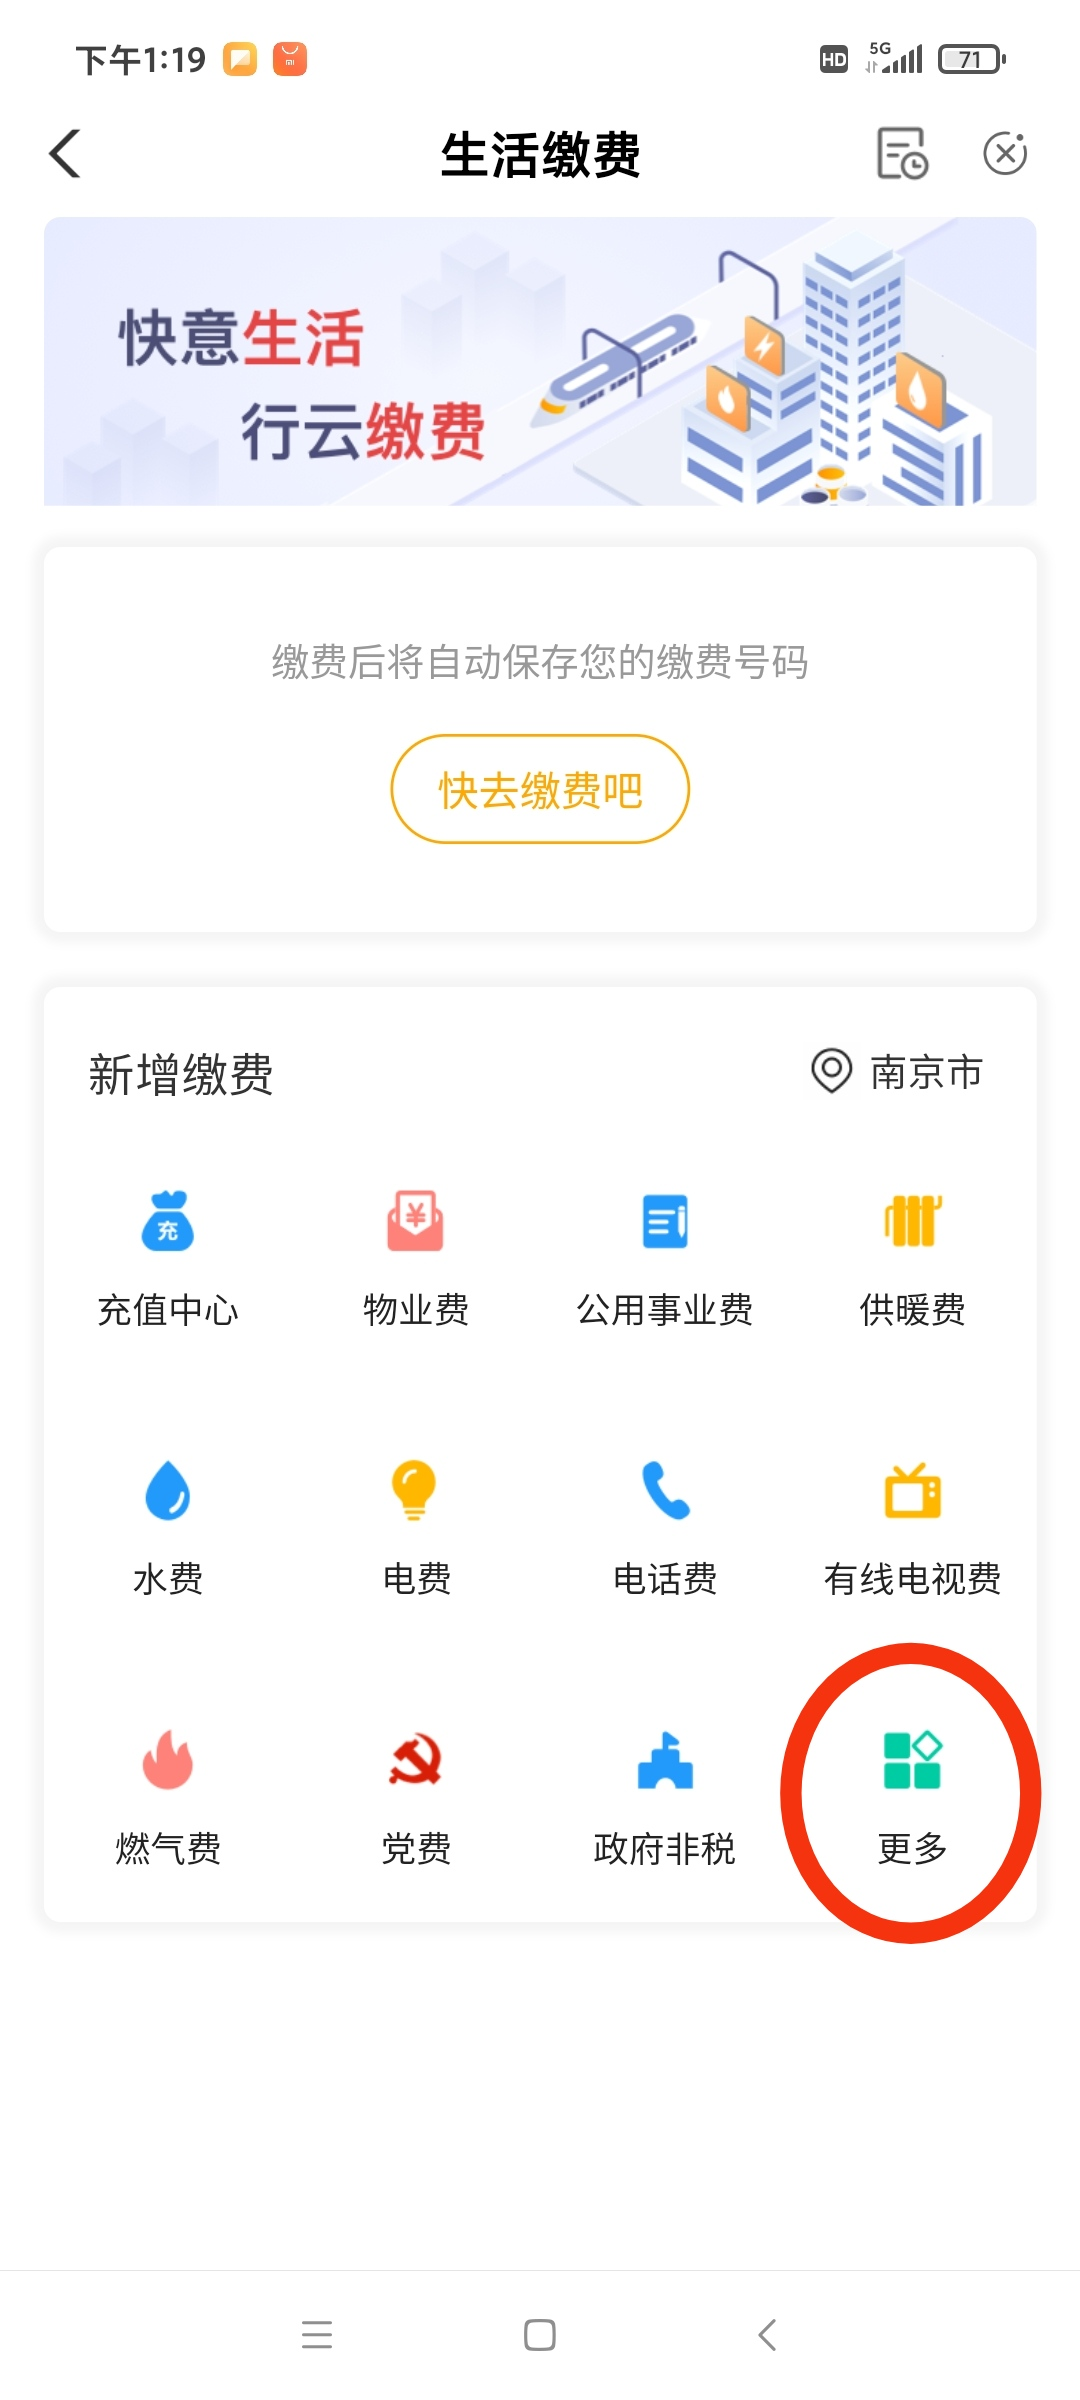 下午1:19
HD 5G 71
生活缴费
快意生活
行云缴费
缴费后将自动保存您的缴费号码
快去缴费吧
新增缴费 南京市
充
充值中心 物业费 公用事业费 供暖费
水费 电费 电话费 有线电视费
燃气费 党费 政府非税 更多